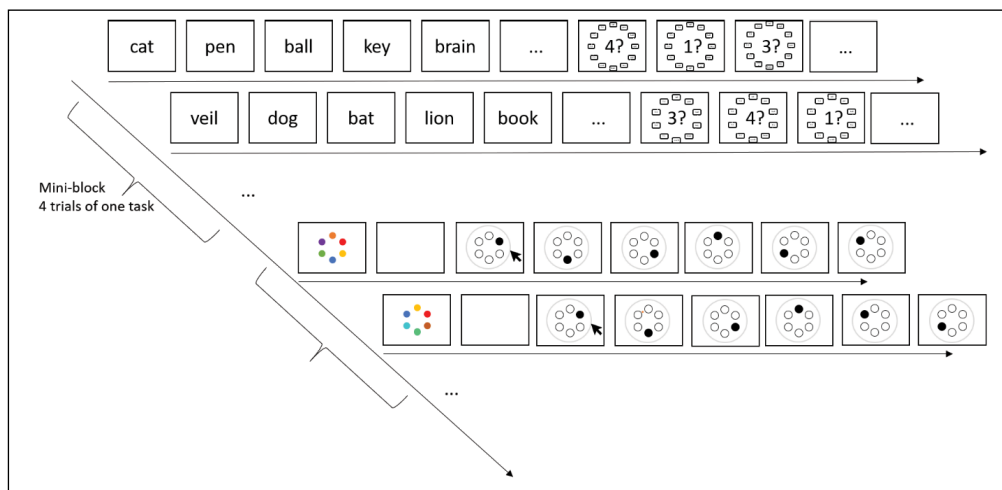 cat pen ball key brain ... 4? 1? 3? ...
veil dog bat lion book ... 3? 4? 1? ...
...
Mini-block
4 trials of one task
...